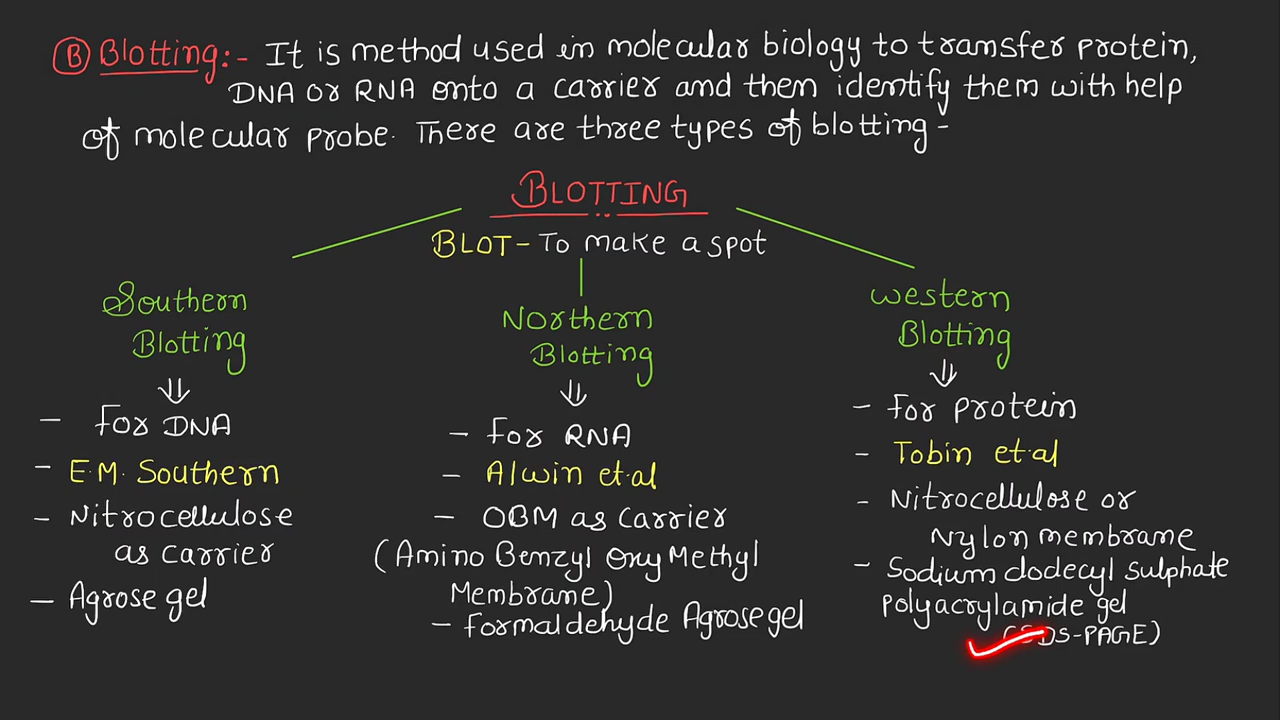 B Blotting:- It is method used in molecular biology to transfer protein,
DNA or RNA onto a carrier and them identify them with help
of molecular probe. There are three types of blotting -
BLOTTING
BLOT - To make a spot
Southern
Blotting
- for DNA
- E.M. Southern
- Nitrocellulose
as carrier
- Agrose gel
Northern
Blotting
- for RNA
- Alwin et.al
- OBM as carrier
(Amino Benzyl Oxy Methyl
Membrane)
- formaldehyde Agrose gel
Western
Blotting
- for protein
- Tobin et.al
- Nitrocellulose or
Nylon membrane
- Sodium dodecyl sulphate
polyacrylamide gel
(SDS-PAGE)